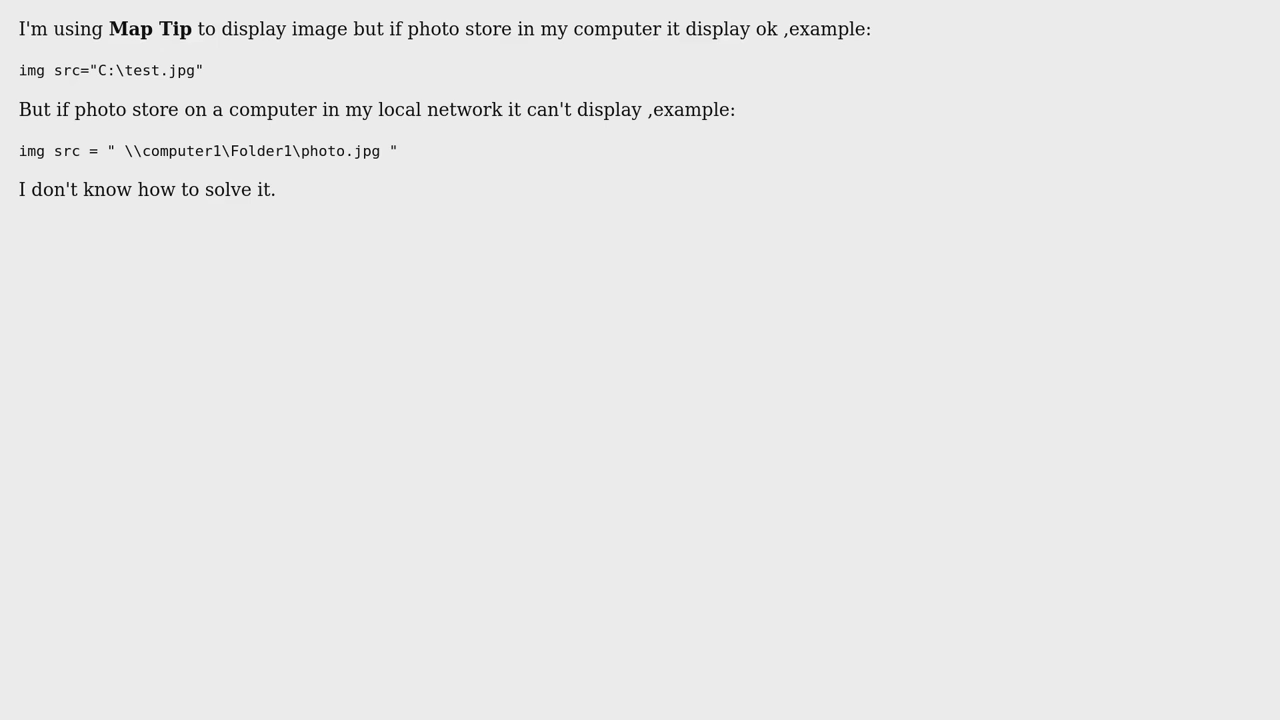 I'm using Map Tip to display image but if photo store in my computer it display ok ,example:
img src="C:\test.jpg"
But if photo store on a computer in my local network it can't display ,example:
img src = " \\computer1\Folder1\photo.jpg "
I don't know how to solve it.